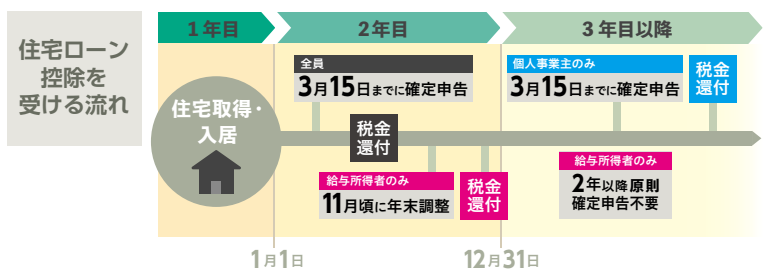 住宅ローン
控除を
受ける流れ
1年目
2年目
3年目以降
住宅取得・
入居
全員
3月15日までに確定申告
税金
還付
給与所得者のみ
11月頃に年末調整
税金
還付
個人事業主のみ
3月15日までに確定申告
税金
還付
給与所得者のみ
2年以降原則
確定申告不要
1月1日
12月31日